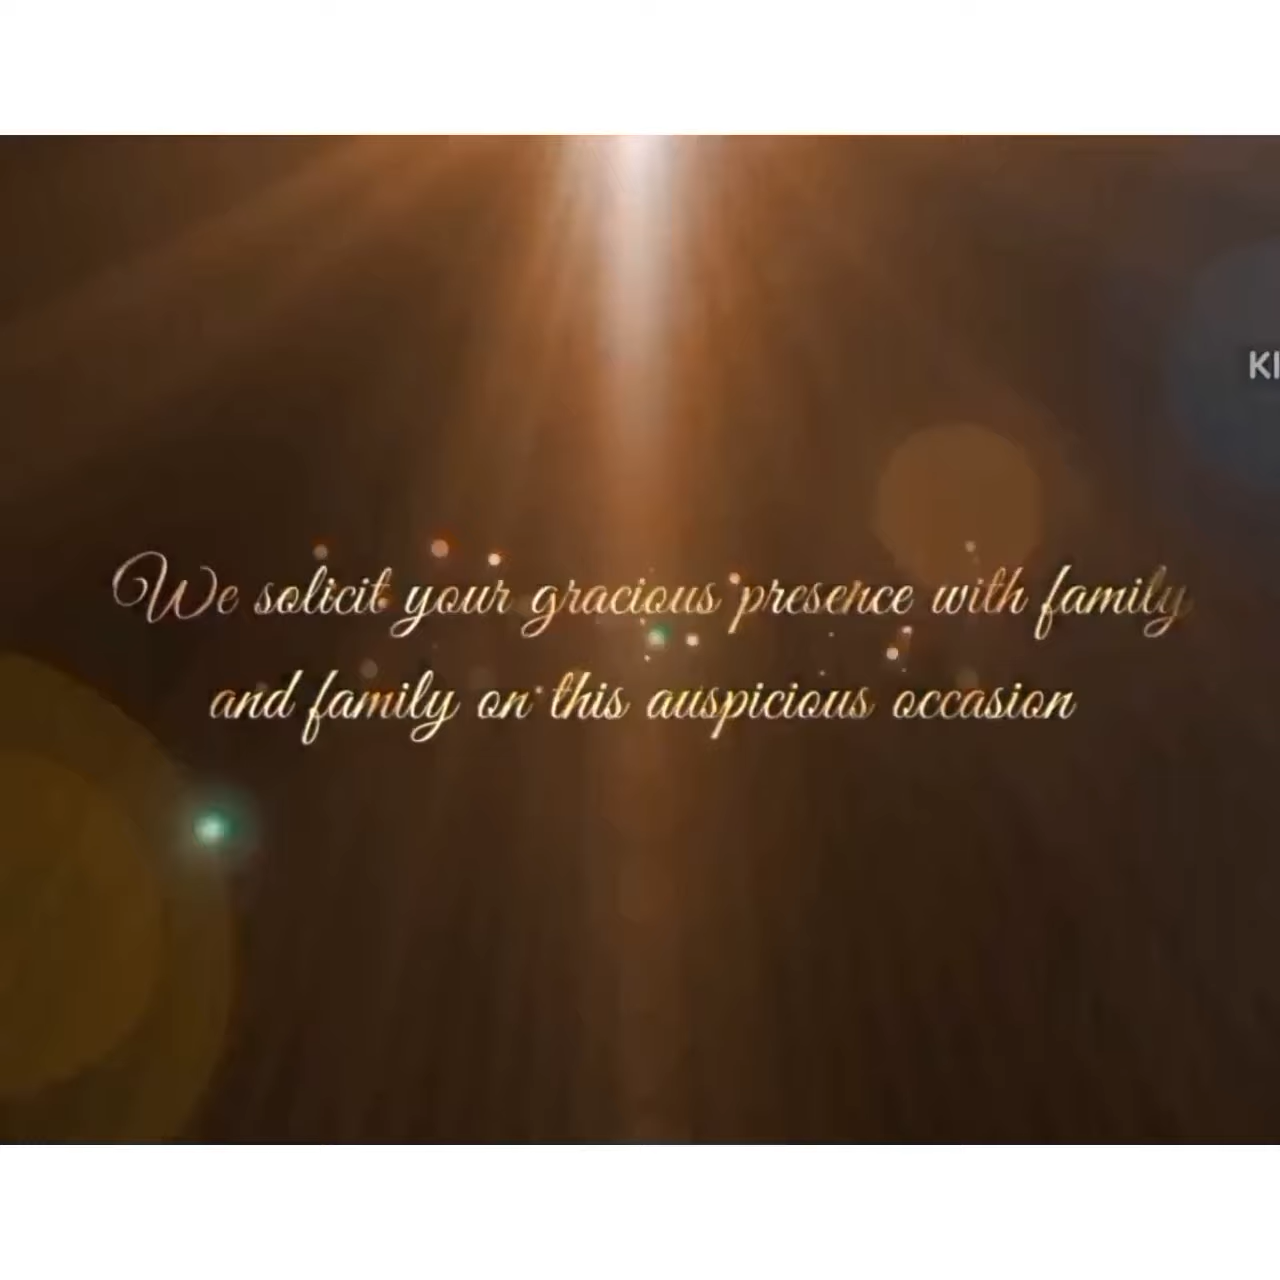 We solicit your gracious presence with family
and family on this auspicious occasion